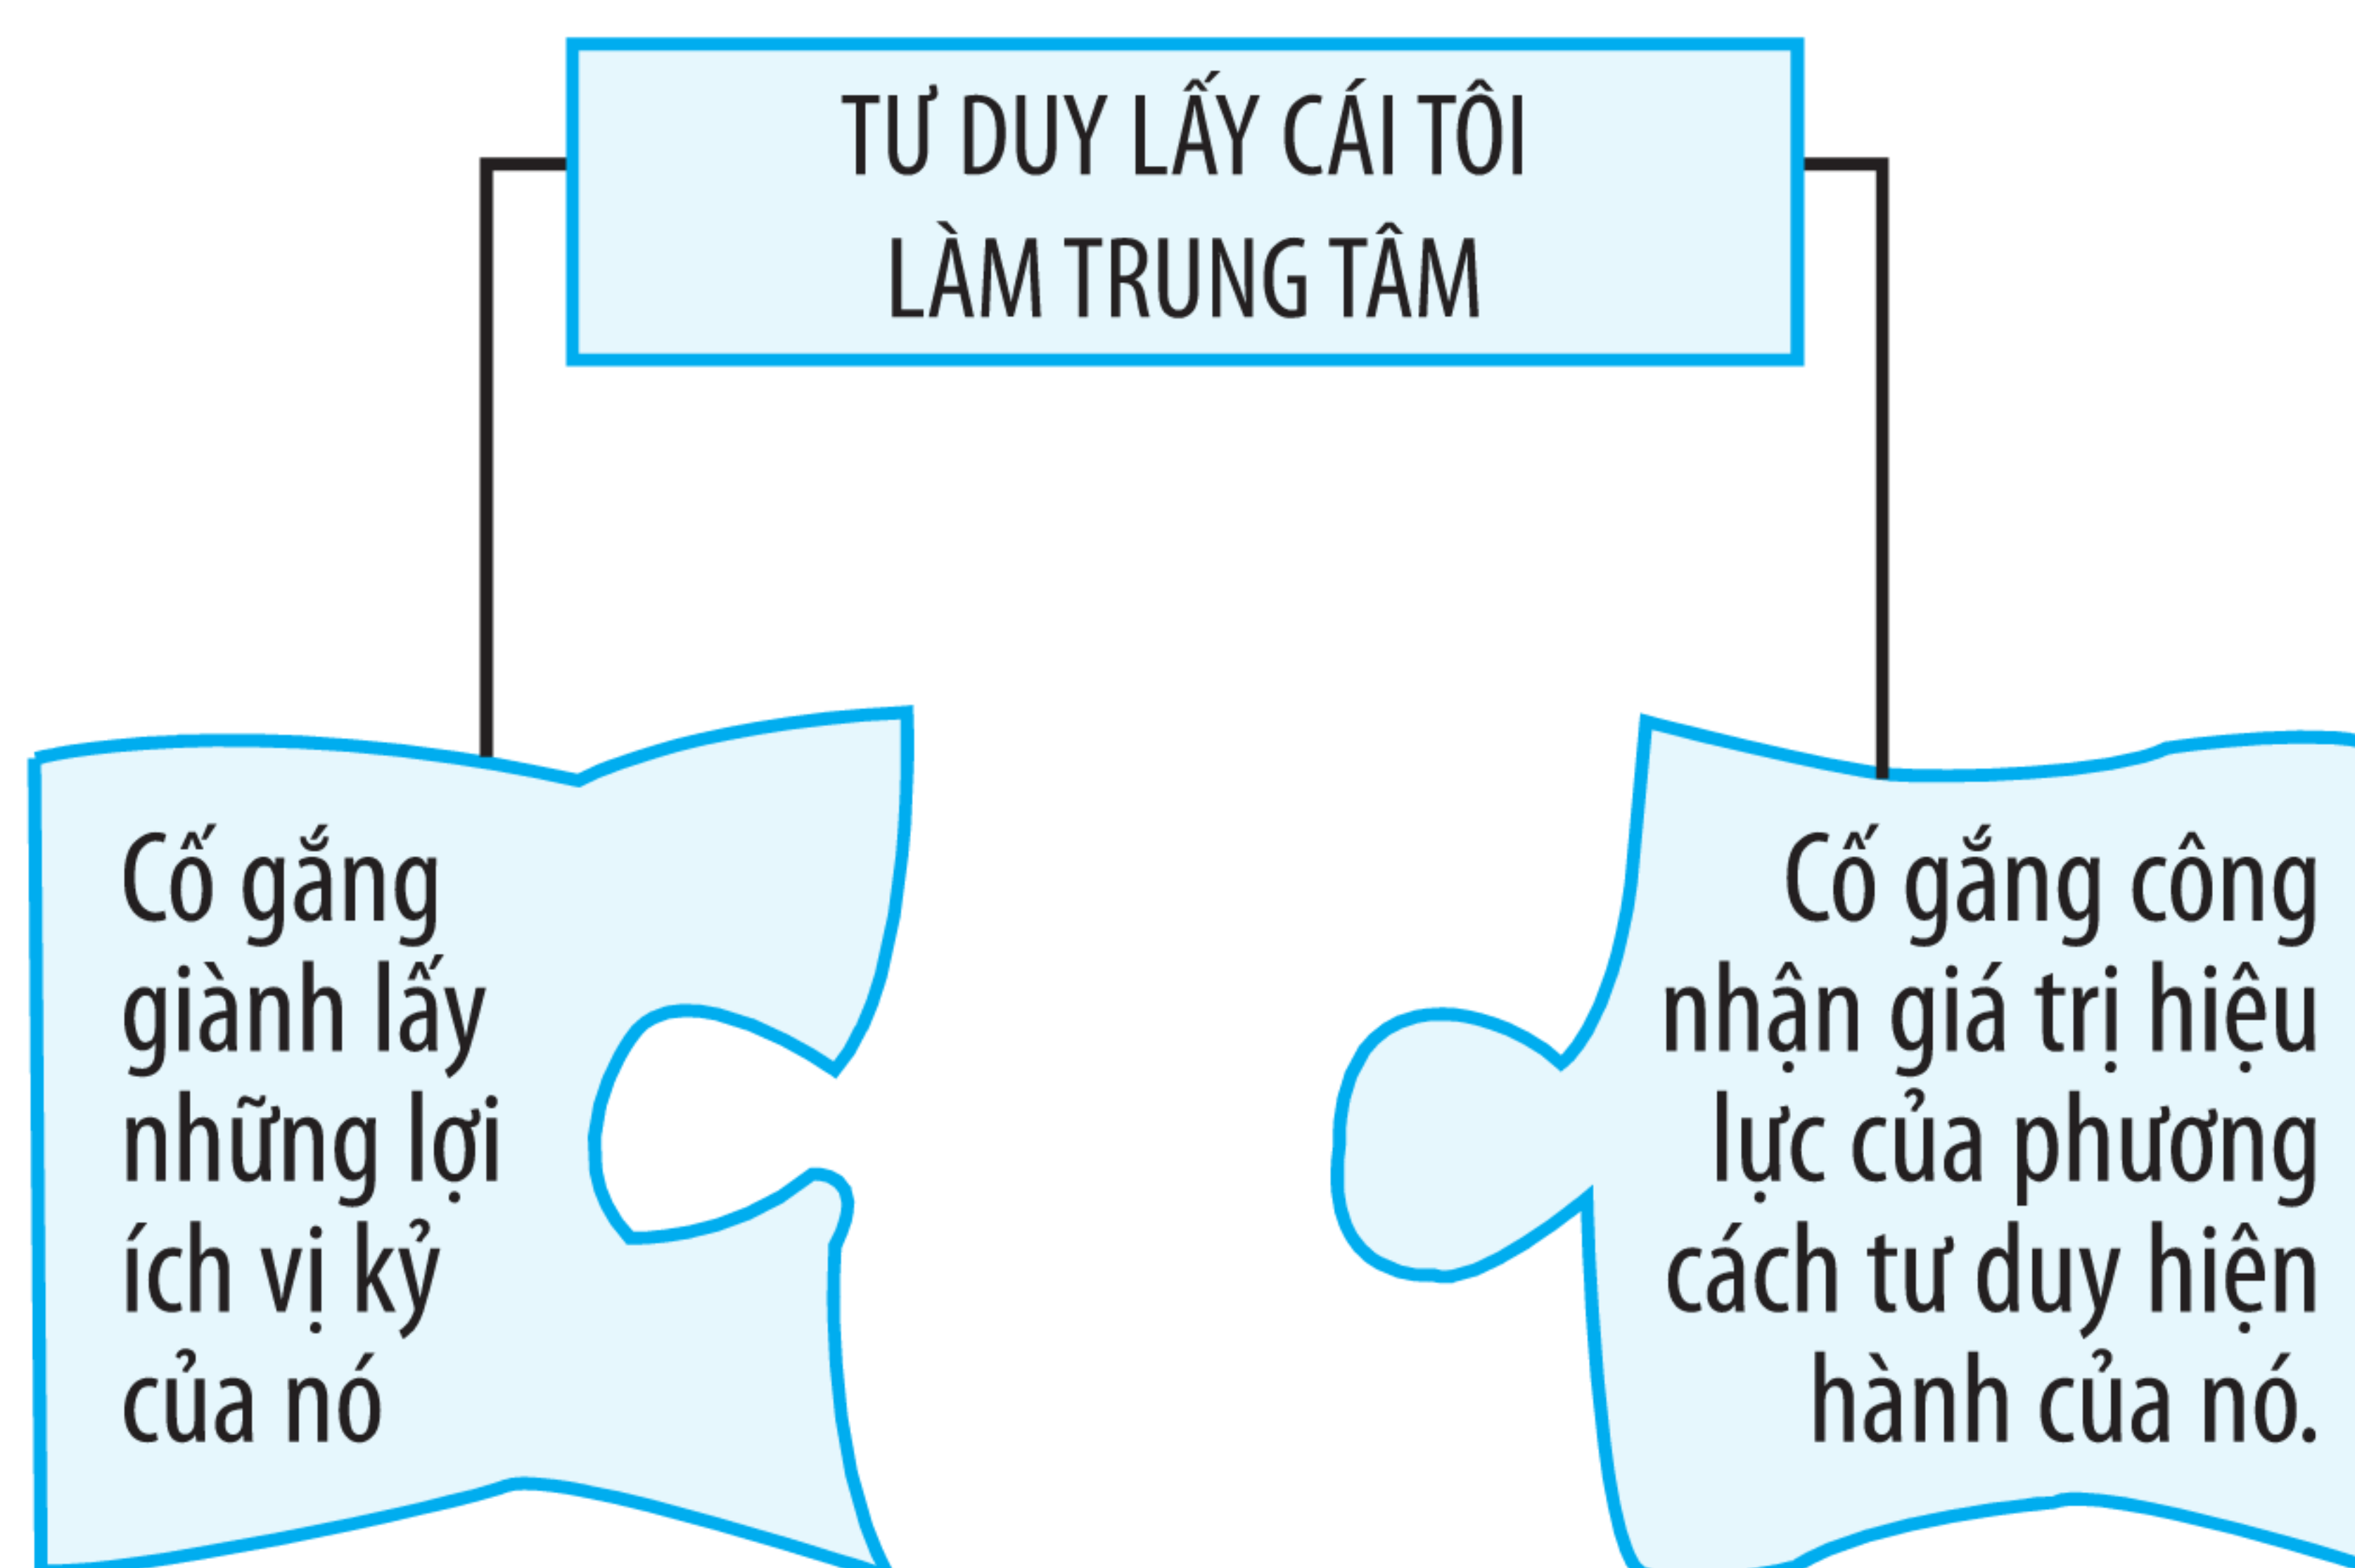 TƯ DUY LẤY CÁI TÔI
LÀM TRUNG TÂM
Cố gắng
giành lấy
những lợi
ích vị kỷ
của nó
Cố gắng công
nhận giá trị hiệu
lực của phương
cách tư duy hiện
hành của nó.